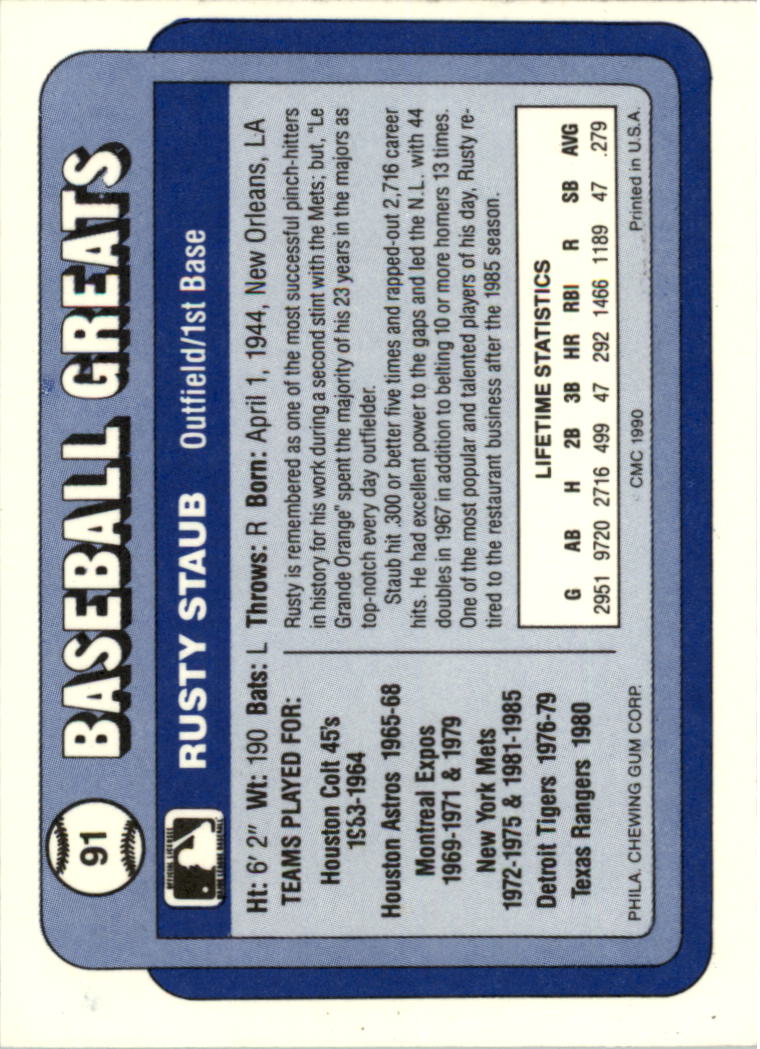 91
BASEBALL GREATS
RUSTY STAUB Outfield/1st Base
Ht: 6' 2" Wt: 190 Bats: L Throws: R Born: April 1, 1944, New Orleans, LA
TEAMS PLAYED FOR:
Houston Colt 45's
1963-1964
Houston Astros 1965-68
Montreal Expos
1969-1971 & 1979
New York Mets
1972-1975 & 1981-1985
Detroit Tigers 1976-79
Texas Rangers 1980
Rusty is remembered as one of the most successful pinch-hitters
in history for his work during a second stint with the Mets; but, "Le
Grande Orange" spent the majority of his 23 years in the majors as
top-notch every day outfielder.
Staub hit .300 or better five times and rapped-out 2,716 career
hits. He had excellent power to the gaps and led the N.L. with 44
doubles in 1967 in addition to belting 10 or more homers 13 times.
One of the most popular and talented players of his day, Rusty re-
tired to the restaurant business after the 1985 season.
LIFETIME STATISTICS
G AB H 2B 3B HR RBI R SB AVG
2951 9720 2716 499 47 292 1466 1189 47 .279
PHILA. CHEWING GUM CORP. CMC 1990 Printed in U.S.A.